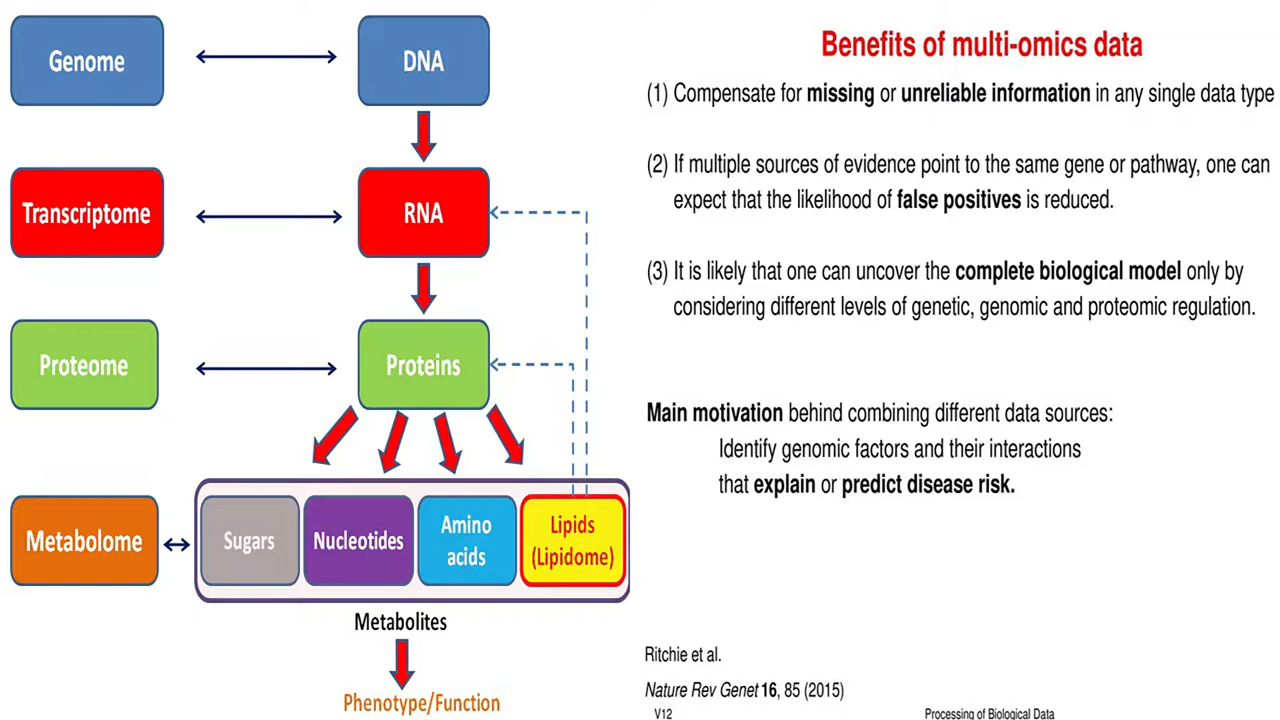 Genome
DNA
Transcriptome
RNA
Proteome
Proteins
Metabolome
Sugars
Nucleotides
Amino
acids
Lipids
(Lipidome)
Metabolites
Phenotype/Function
Benefits of multi-omics data
(1) Compensate for missing or unreliable information in any single data type
(2) If multiple sources of evidence point to the same gene or pathway, one can
expect that the likelihood of false positives is reduced.
(3) It is likely that one can uncover the complete biological model only by
considering different levels of genetic, genomic and proteomic regulation.
Main motivation behind combining different data sources:
Identify genomic factors and their interactions
that explain or predict disease risk.
Ritchie et al.
Nature Rev Genet 16, 85 (2015)
V12
Processing of Biological Data